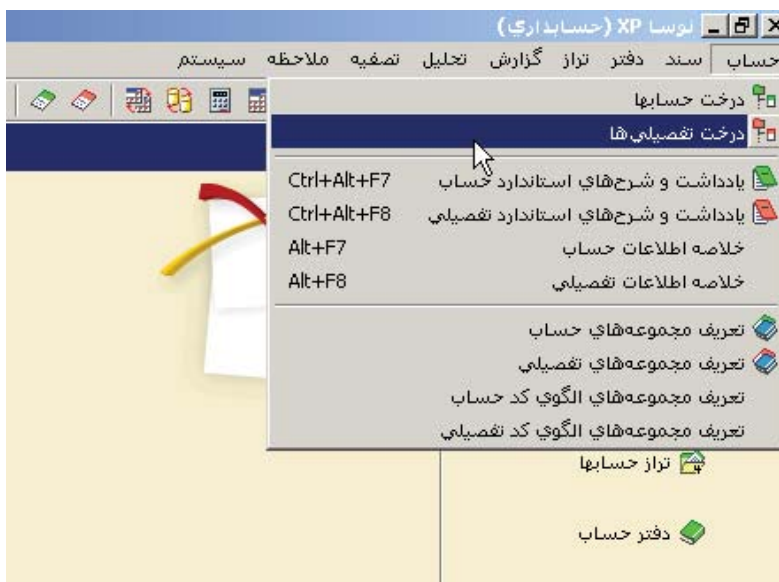 نوسا XP (حسابداري)
حساب سند دفتر تراز گزارش تحليل تصفيه ملاحظه سيستم
درخت حسابها
درخت تفصيلي‌ها
يادداشت و شرح‌هاي استاندارد حساب Ctrl+Alt+F7
يادداشت و شرح‌هاي استاندارد تفصيلي Ctrl+Alt+F8
خلاصه اطلاعات حساب Alt+F7
خلاصه اطلاعات تفصيلي Alt+F8
تعريف مجموعه‌هاي حساب
تعريف مجموعه‌هاي تفصيلي
تعريف مجموعه‌هاي الگوي کد حساب
تعريف مجموعه‌هاي الگوي کد تفصيلي
تراز حسابها
دفتر حساب